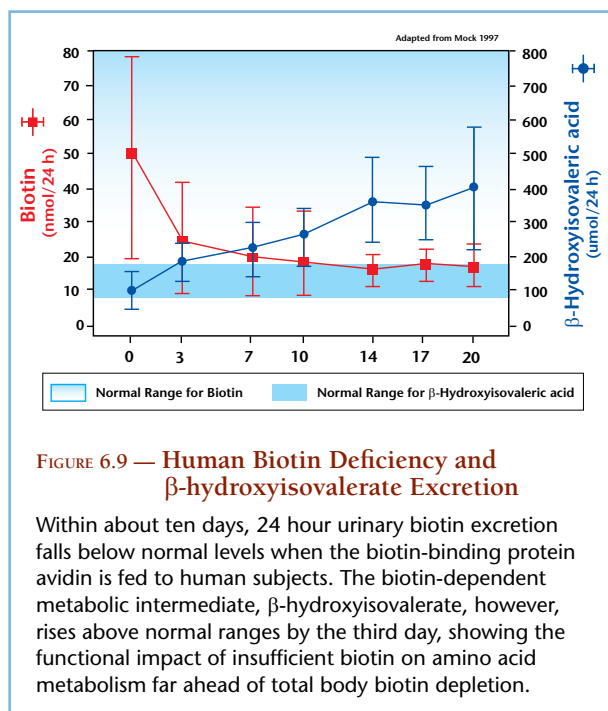 Adapted from Mock 1997
80
70
60
50
40
30
20
10
0
Biotin
(nmol/24 h)
800
700
600
500
400
300
200
100
0
β-Hydroxyisovaleric acid
(umol/24 h)
0 3 7 10 14 17 20
Normal Range for Biotin Normal Range for β-Hydroxyisovaleric acid
FIGURE 6.9 — Human Biotin Deficiency and
β-hydroxyisovalerate Excretion
Within about ten days, 24 hour urinary biotin excretion
falls below normal levels when the biotin-binding protein
avidin is fed to human subjects. The biotin-dependent
metabolic intermediate, β-hydroxyisovalerate, however,
rises above normal ranges by the third day, showing the
functional impact of insufficient biotin on amino acid
metabolism far ahead of total body biotin depletion.